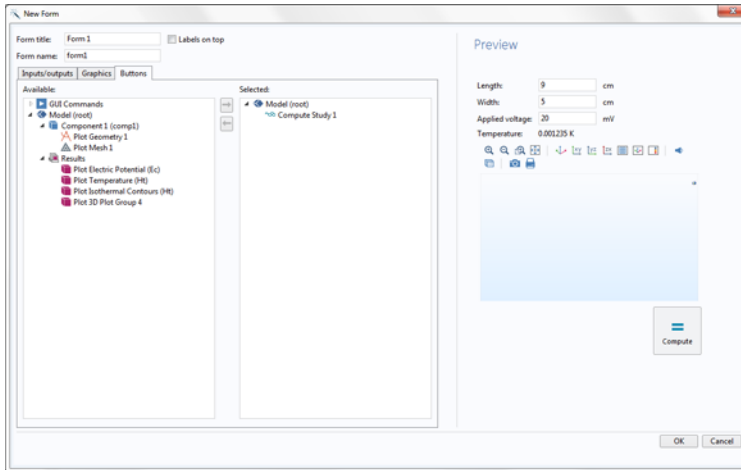 New Form
Form title: Form 1 Labels on top
Form name: form1
Inputs/outputs Graphics Buttons
Available: Selected:
GUI Commands
Model (root)
Component 1 (comp1)
Plot Geometry 1
Plot Mesh 1
Results
Plot Electric Potential (Ec)
Plot Temperature (Ht)
Plot Isothermal Contours (Ht)
Plot 3D Plot Group 4
Model (root)
Compute Study 1
Preview
Length: 9 cm
Width: 5 cm
Applied voltage: 20 mV
Temperature: 0.001235 K
Compute
OK Cancel